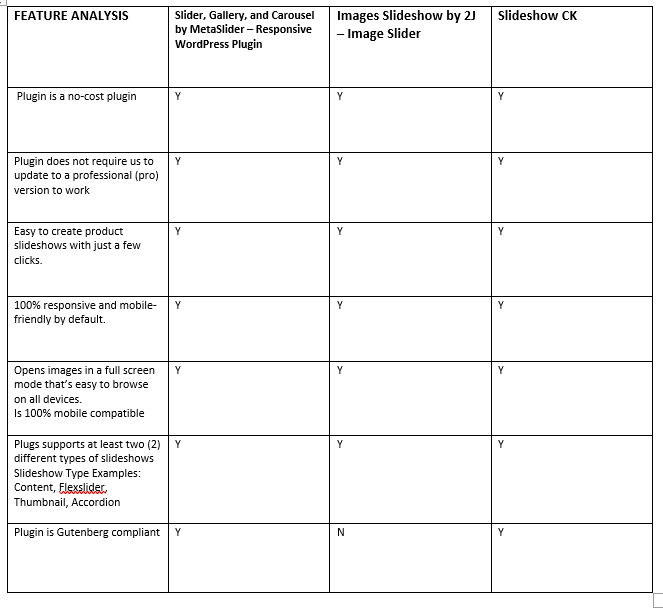 FEATURE ANALYSIS
Slider, Gallery, and Carousel
by MetaSlider – Responsive
WordPress Plugin
Images Slideshow by 2J
– Image Slider
Slideshow CK
Plugin is a no-cost plugin
Y
Y
Y
Plugin does not require us to
update to a professional (pro)
version to work
Y
Y
Y
Easy to create product
slideshows with just a few
clicks.
Y
Y
Y
100% responsive and mobile-
friendly by default.
Y
Y
Y
Opens images in a full screen
mode that's easy to browse
on all devices.
Is 100% mobile compatible
Y
Y
Y
Plugs supports at least two (2)
different types of slideshows
Slideshow Type Examples:
Content, Flexslider,
Thumbnail, Accordion
Y
Y
Y
Plugin is Gutenberg compliant
Y
N
Y